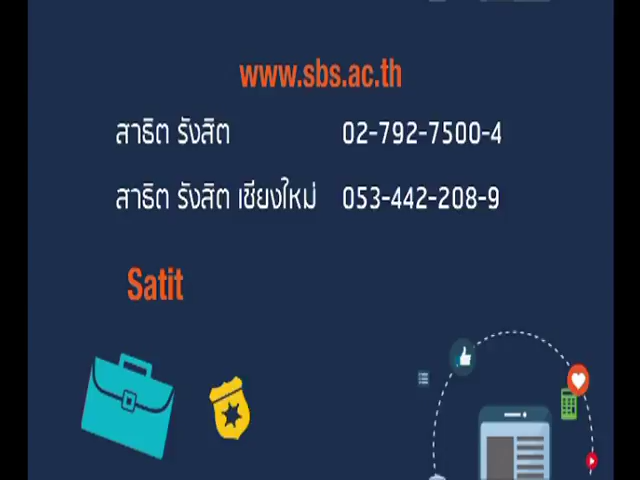 www.sbs.ac.th
สาธิต รังสิต 02-792-7500-4
สาธิต รังสิต เชียงใหม่ 053-442-208-9
Satit